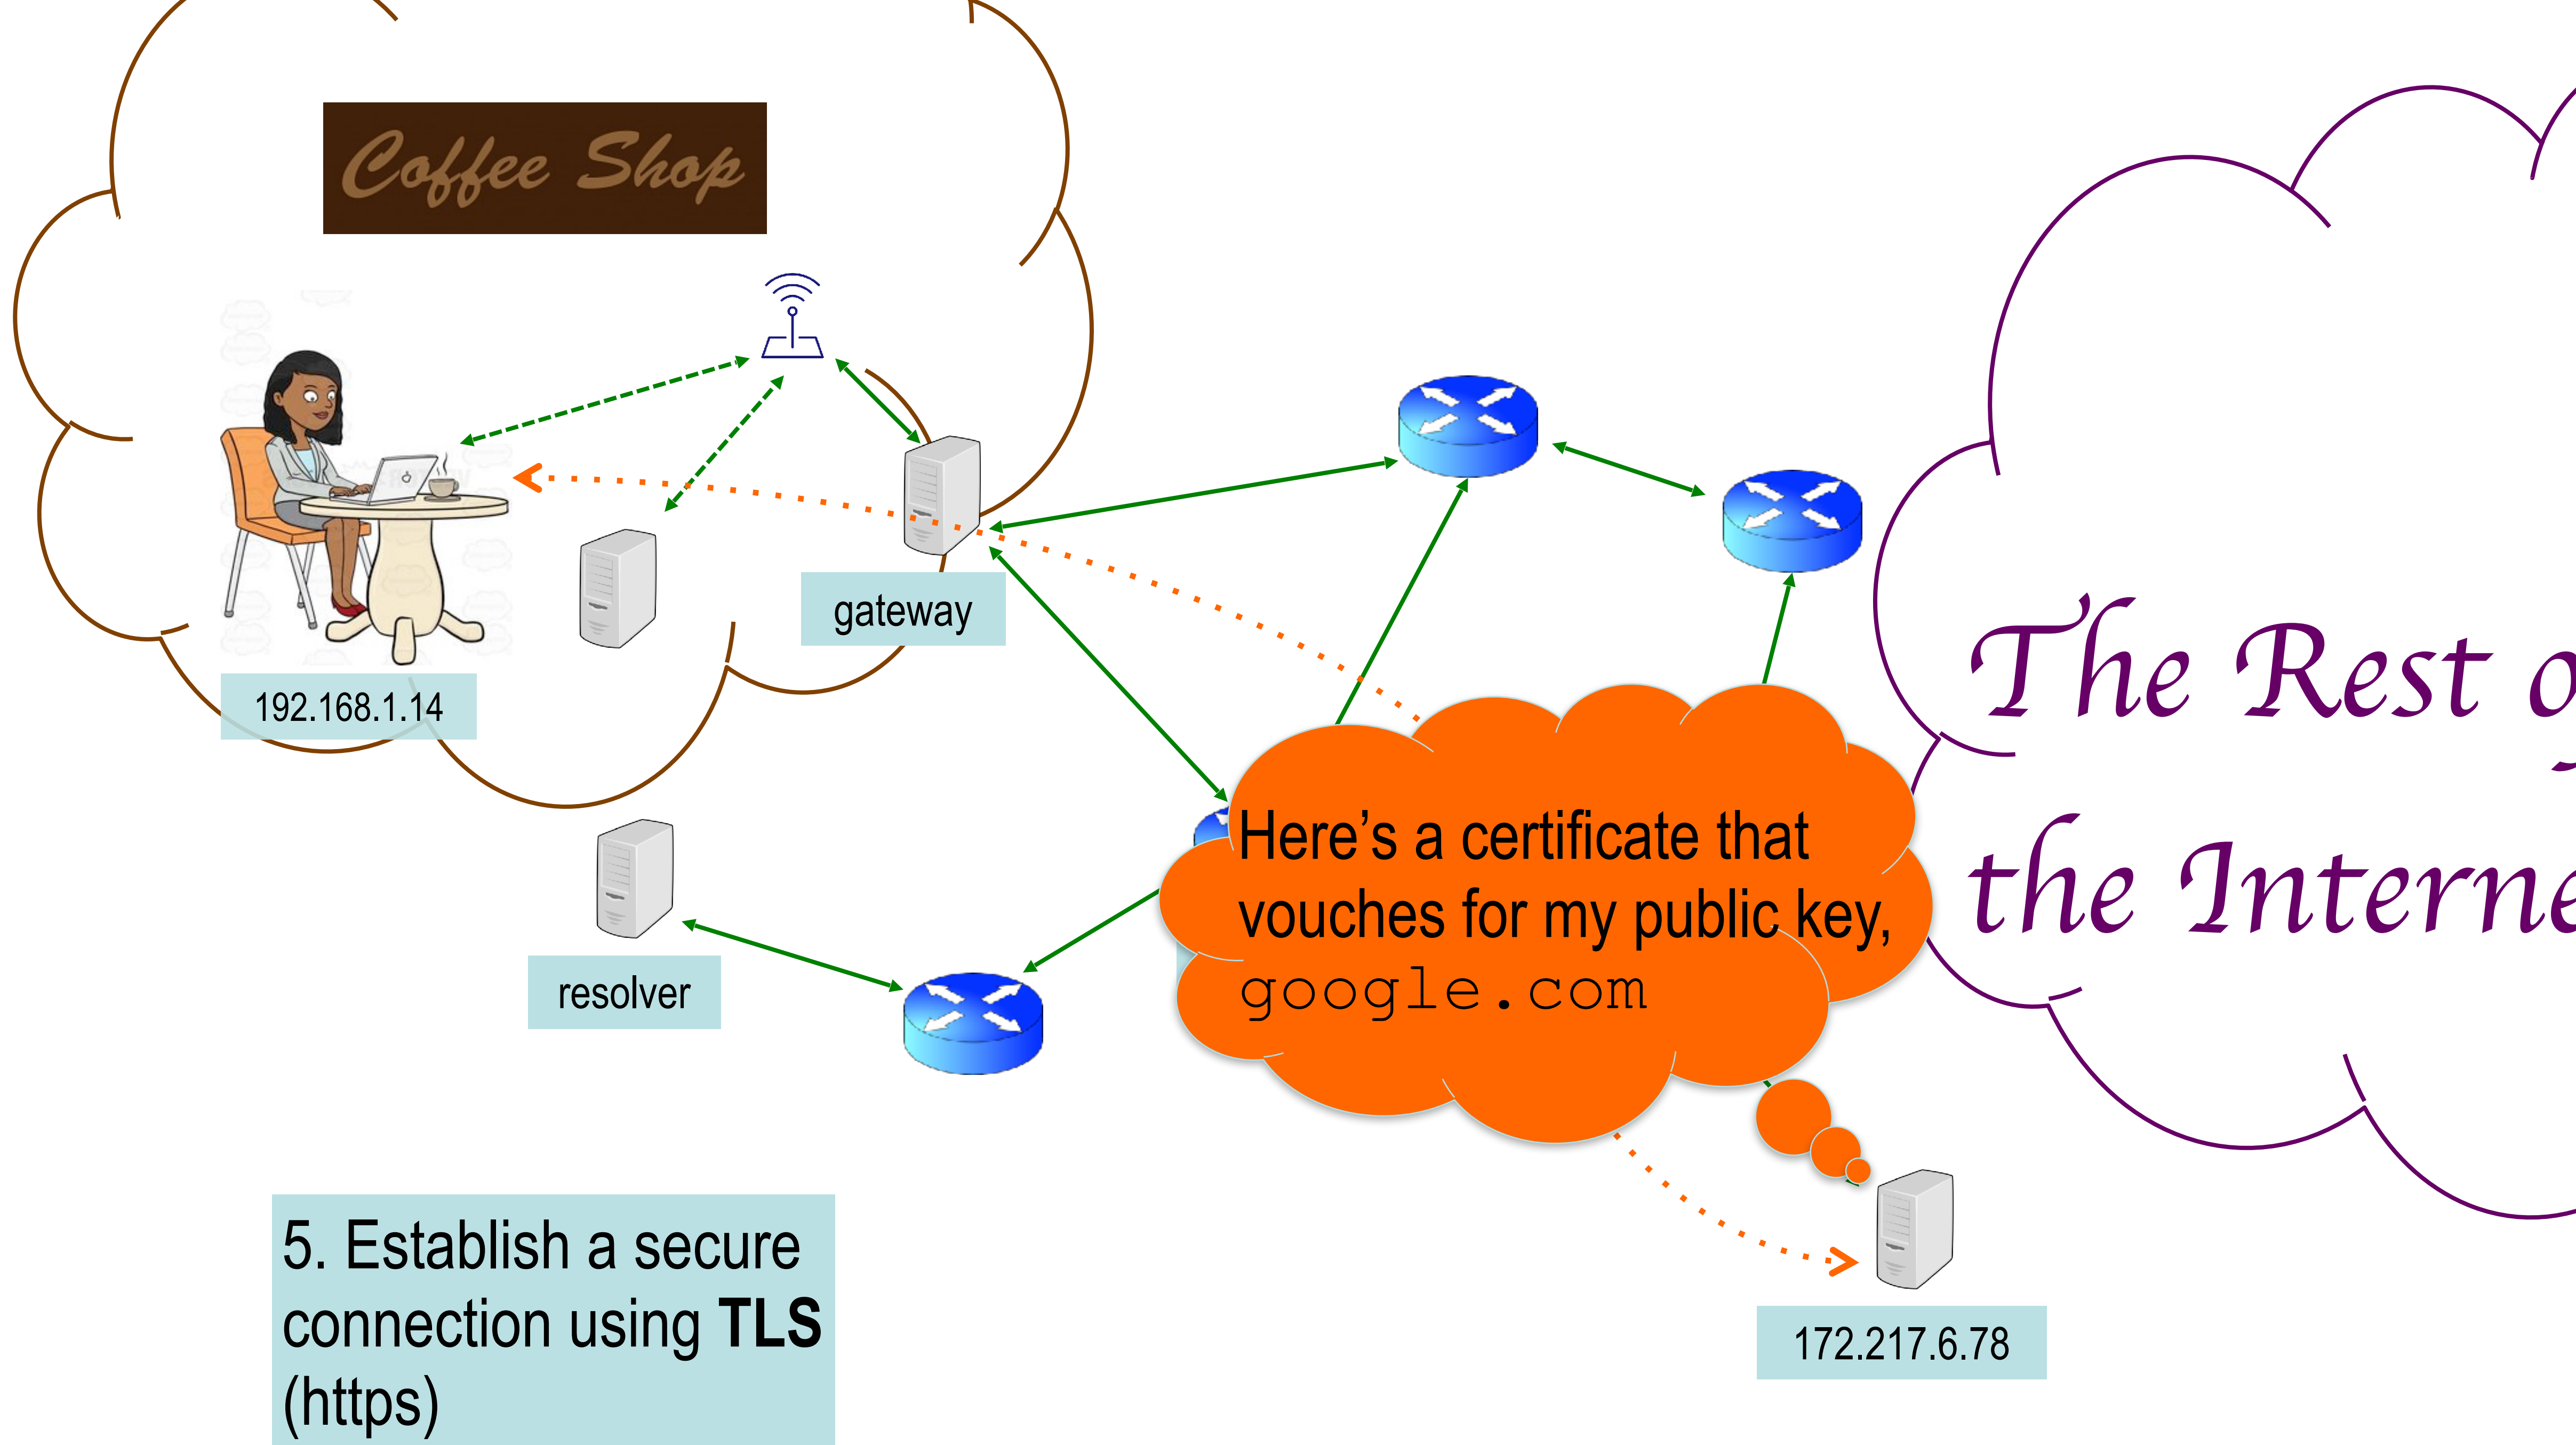 Coffee Shop
gateway
192.168.1.14
The Rest
the
Here's a certificate that
vouches for my public key,
google.com
resolver
5. Establish a secure
connection using TLS
(https)
172.217.6.78